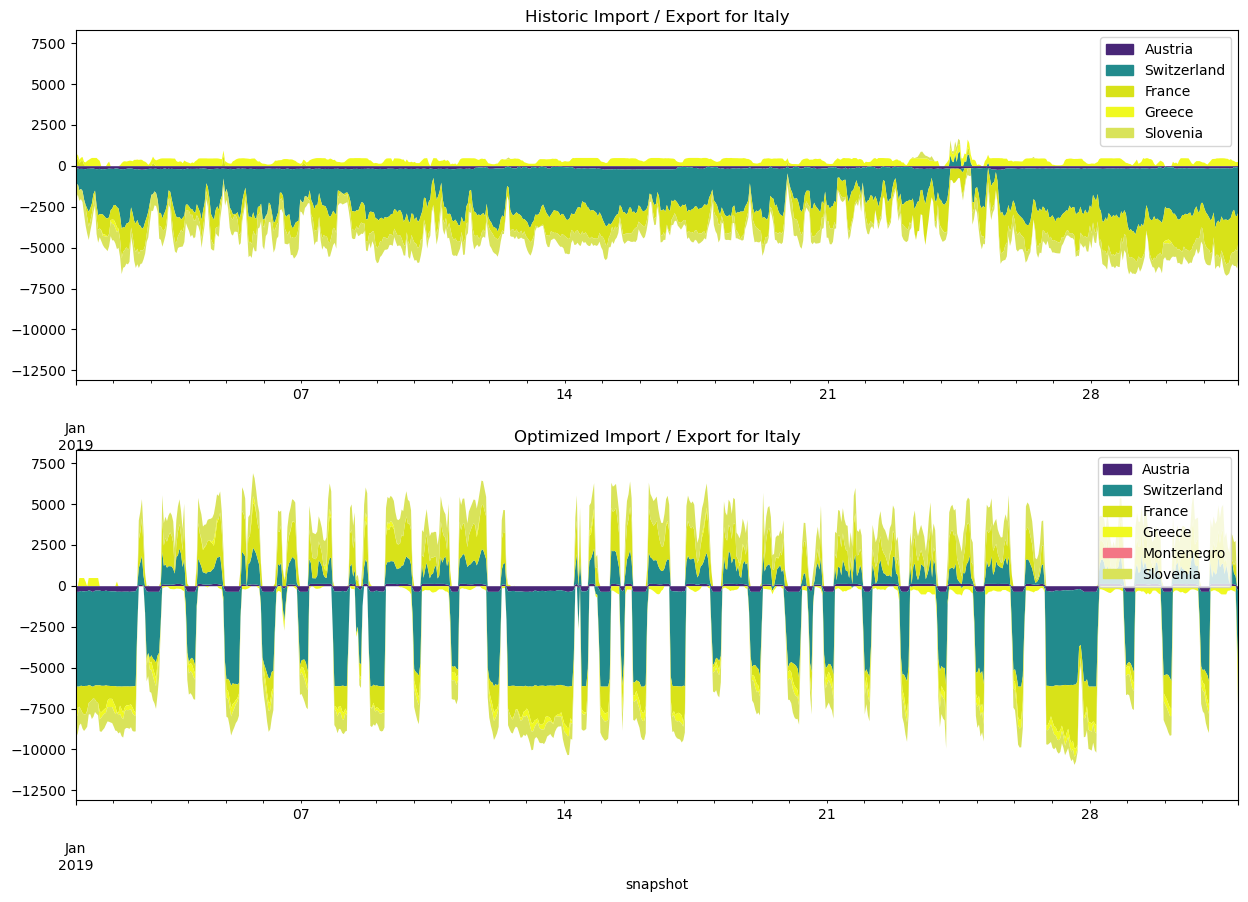 Historic Import / Export for Italy
7500
5000
2500
0
−2500
−5000
−7500
−10000
−12500
Austria
Switzerland
France
Greece
Slovenia
07
14
21
28
Jan
2019
Optimized Import / Export for Italy
7500
5000
2500
0
−2500
−5000
−7500
−10000
−12500
Austria
Switzerland
France
Greece
Montenegro
Slovenia
07
14
21
28
Jan
2019
snapshot